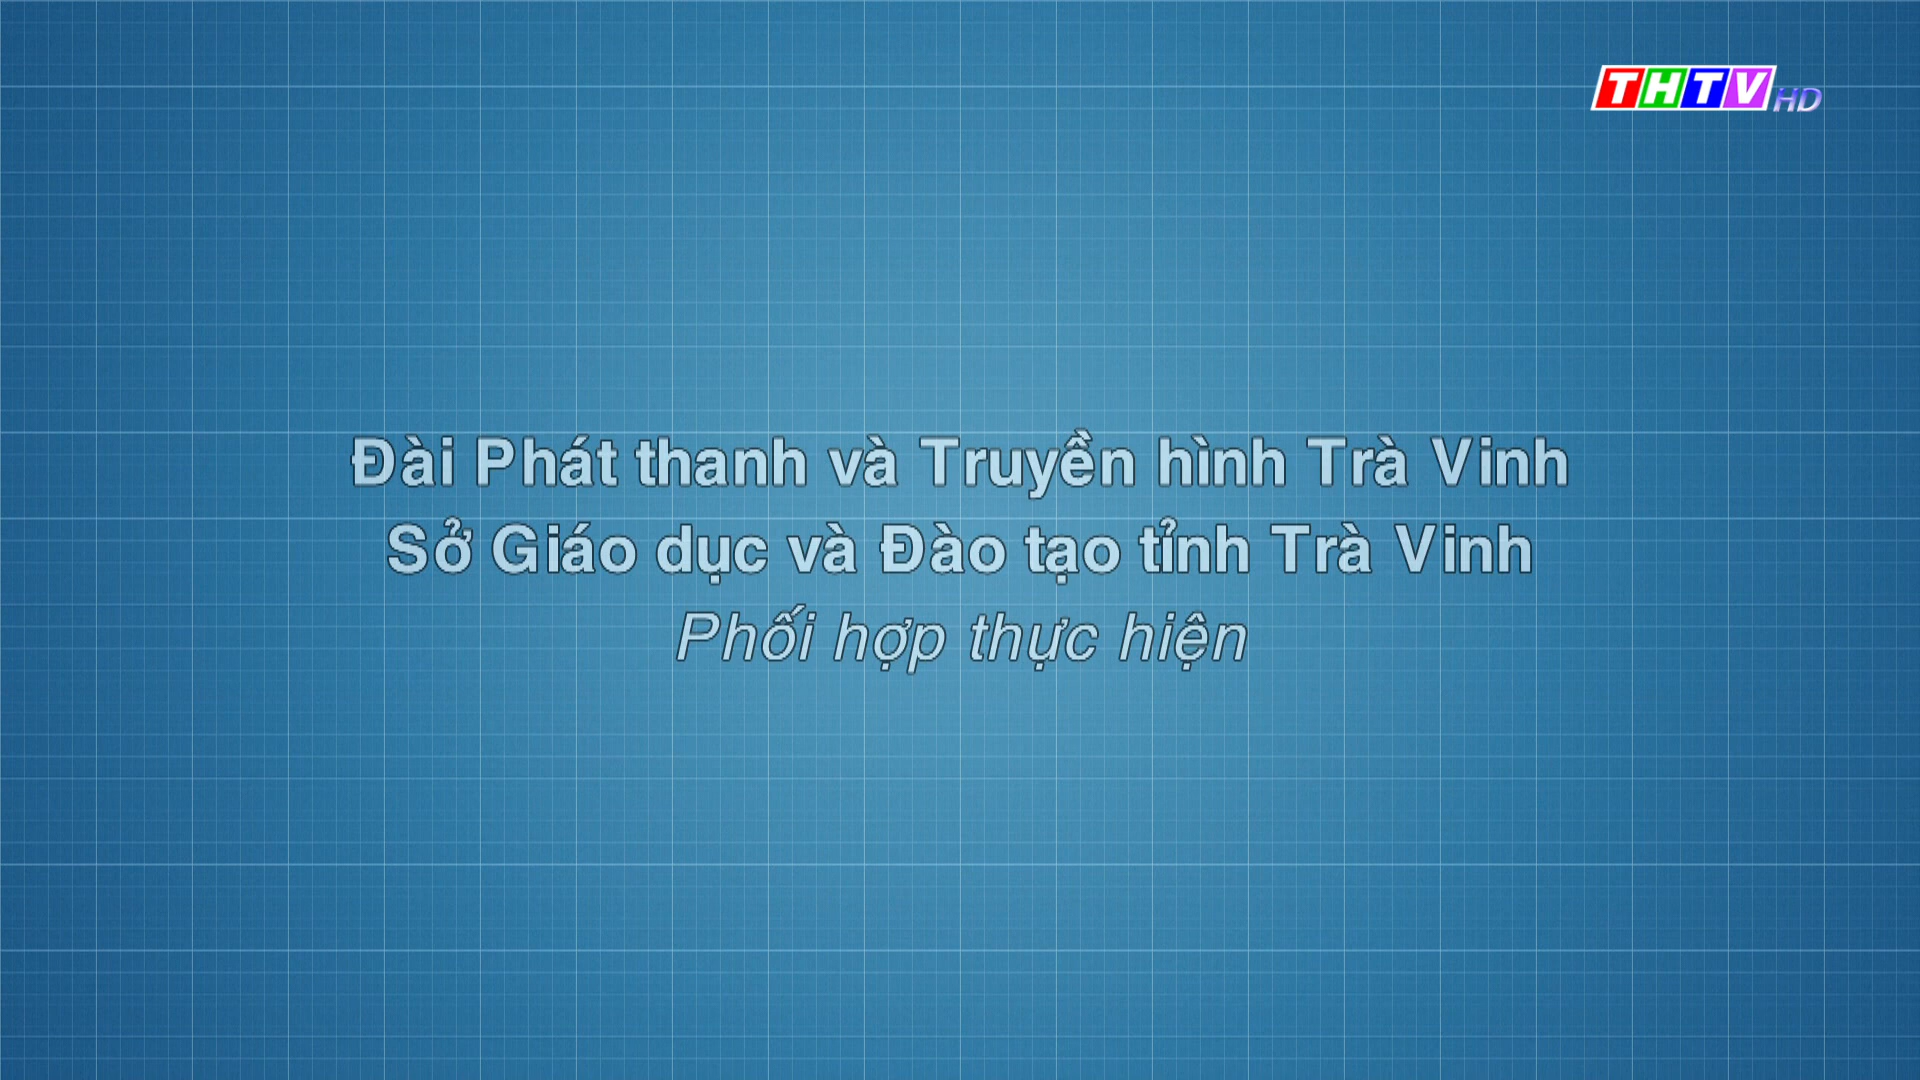 THTV HD
Đài Phát thanh và Truyền hình Trà Vinh
Sở Giáo dục và Đào tạo tỉnh Trà Vinh
Phối hợp thực hiện